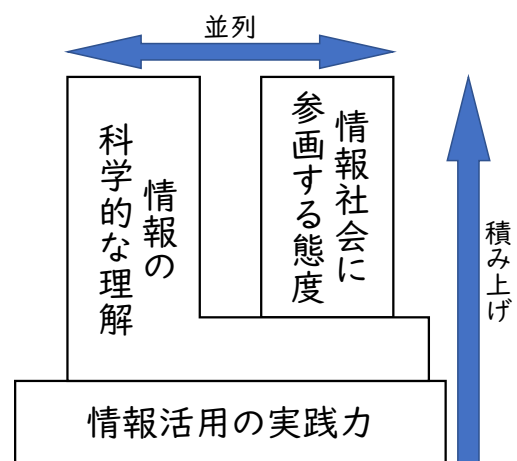 並列
情報の
科学的な理解
情報社会に
参画する態度
積み上げ
情報活用の実践力